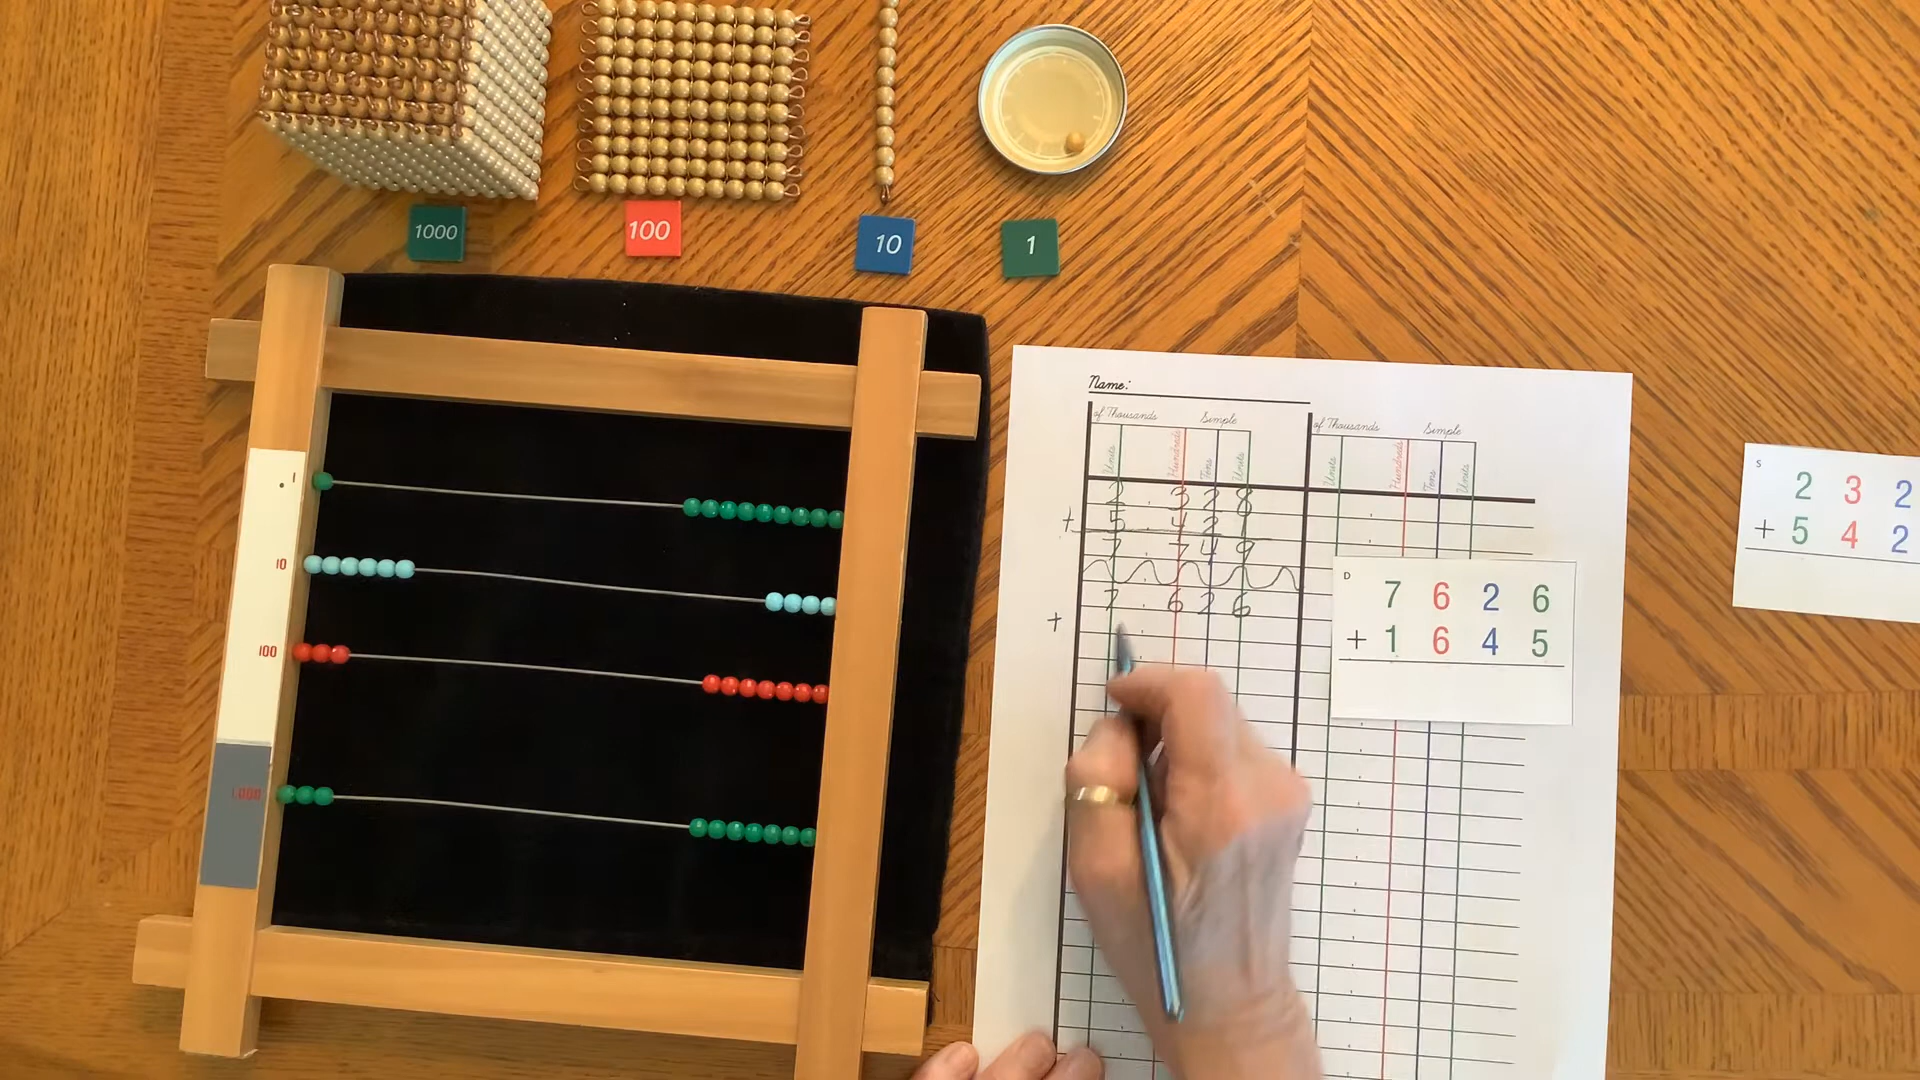 1000
100
10
1
1
10
100
1,000
Name:
of Thousands Simple
of Thousands Simple
Units Hundreds Tens Units
Units Hundreds Tens Units
2 . 3 2 8
+ 5 . 4 2 1
7 . 7 4 9
7 . 6 2 6
+
D
7 6 2 6
+ 1 6 4 5
S
2 3 2
+ 5 4 2